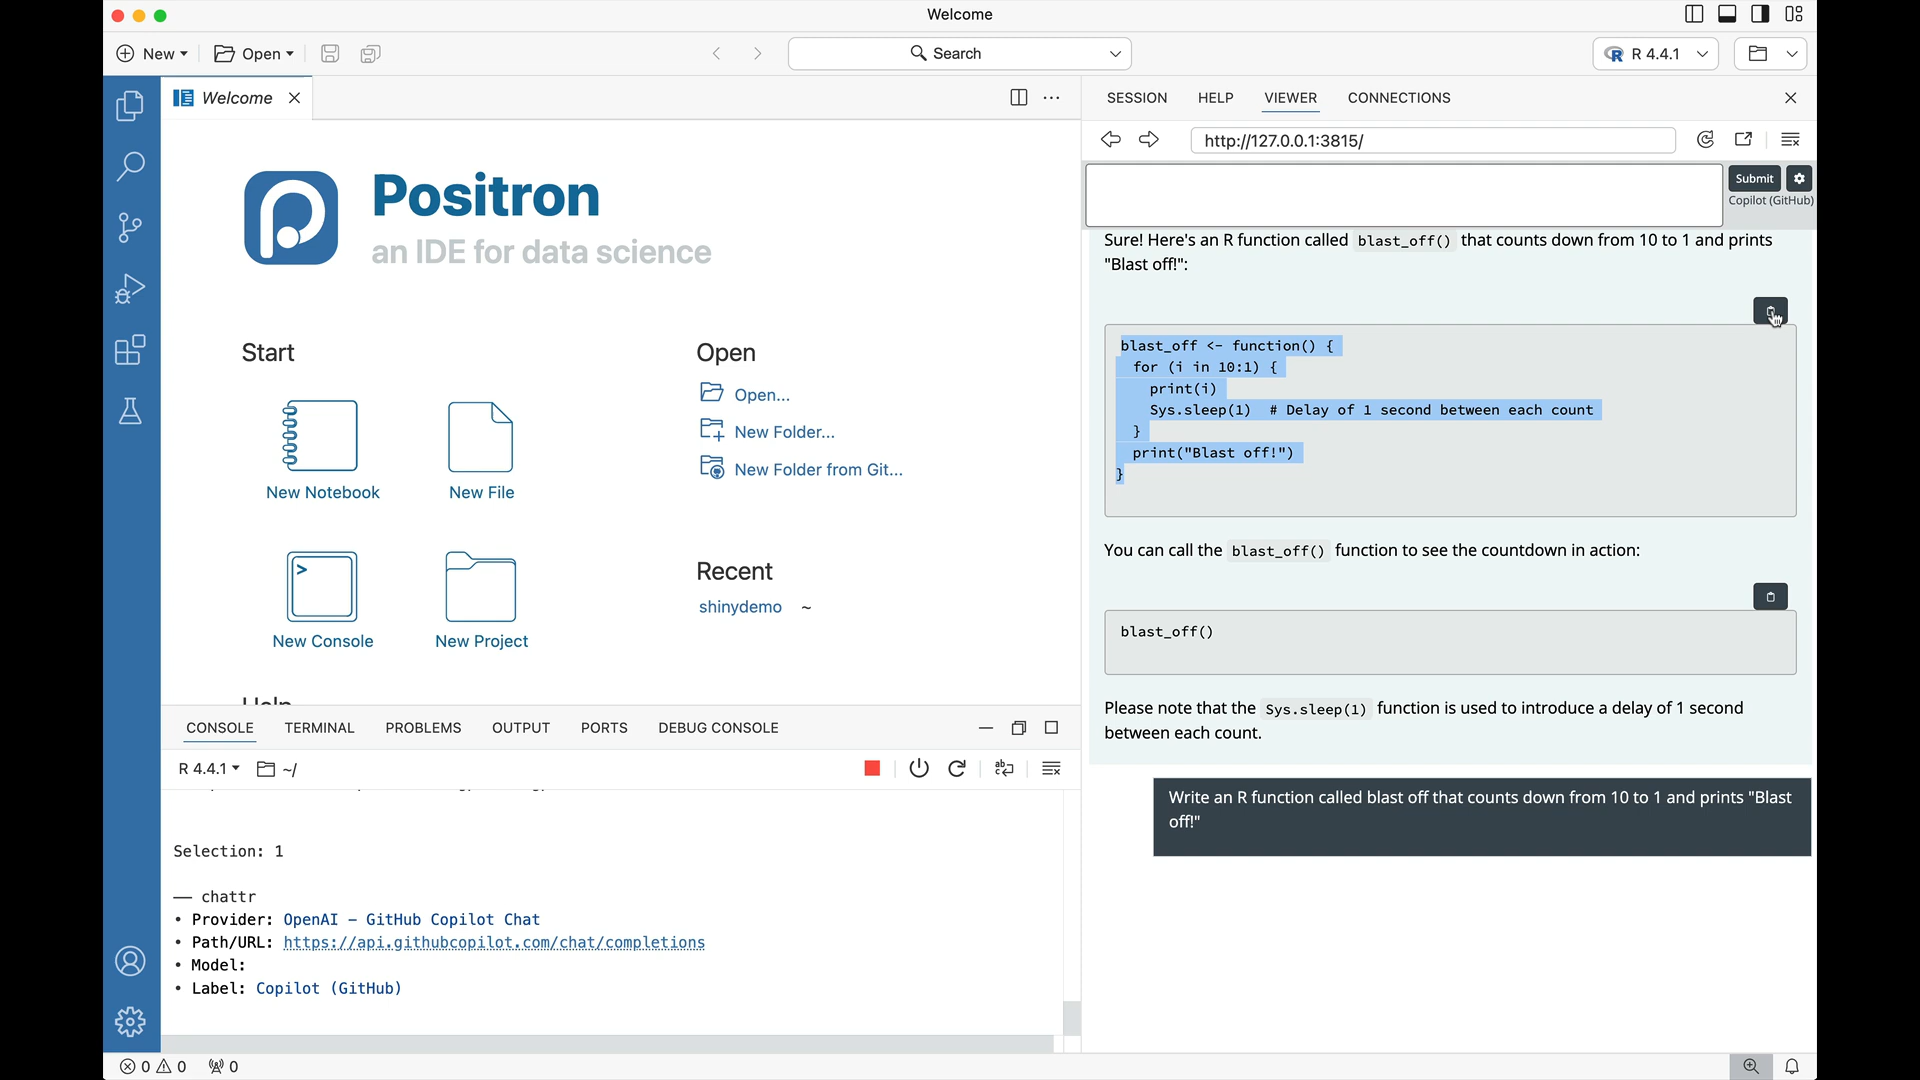 Welcome
New
Open
Search
R 4.4.1
Welcome
Positron
an IDE for data science
Start
New Notebook
New File
New Console
New Project
Open
Open...
New Folder...
New Folder from Git...
Recent
shinydemo ~
Help
CONSOLE TERMINAL PROBLEMS OUTPUT PORTS DEBUG CONSOLE
R 4.4.1 ~/
Selection: 1
— chattr
• Provider: OpenAI - GitHub Copilot Chat
• Path/URL: https://api.githubcopilot.com/chat/completions
• Model:
• Label: Copilot (GitHub)
SESSION HELP VIEWER CONNECTIONS
http://127.0.0.1:3815/
Submit
Copilot (GitHub)
Sure! Here's an R function called blast_off() that counts down from 10 to 1 and prints
"Blast off!":
blast_off <- function() {
for (i in 10:1) {
print(i)
Sys.sleep(1) # Delay of 1 second between each count
}
print("Blast off!")
}
You can call the blast_off() function to see the countdown in action:
blast_off()
Please note that the Sys.sleep(1) function is used to introduce a delay of 1 second
between each count.
Write an R function called blast off that counts down from 10 to 1 and prints "Blast
off!"
0 0 0